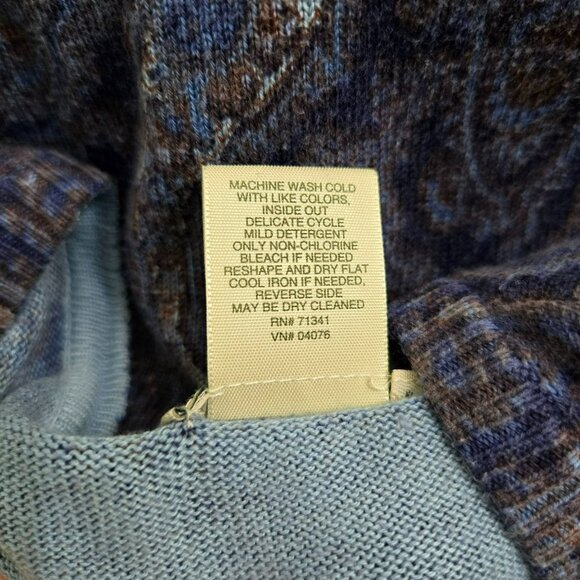 MACHINE WASH COLD
WITH LIKE COLORS,
INSIDE OUT
DELICATE CYCLE
MILD DETERGENT
ONLY NON-CHLORINE
BLEACH IF NEEDED
RESHAPE AND DRY FLAT
COOL IRON IF NEEDED,
REVERSE SIDE
MAY BE DRY CLEANED
RN# 71341
VN# 04076